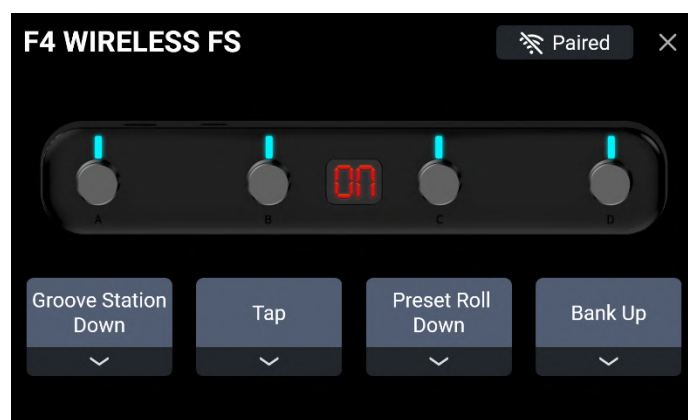 F4 WIRELESS FS
Paired
ON
A B C D
Groove Station
Down
Tap
Preset Roll
Down
Bank Up